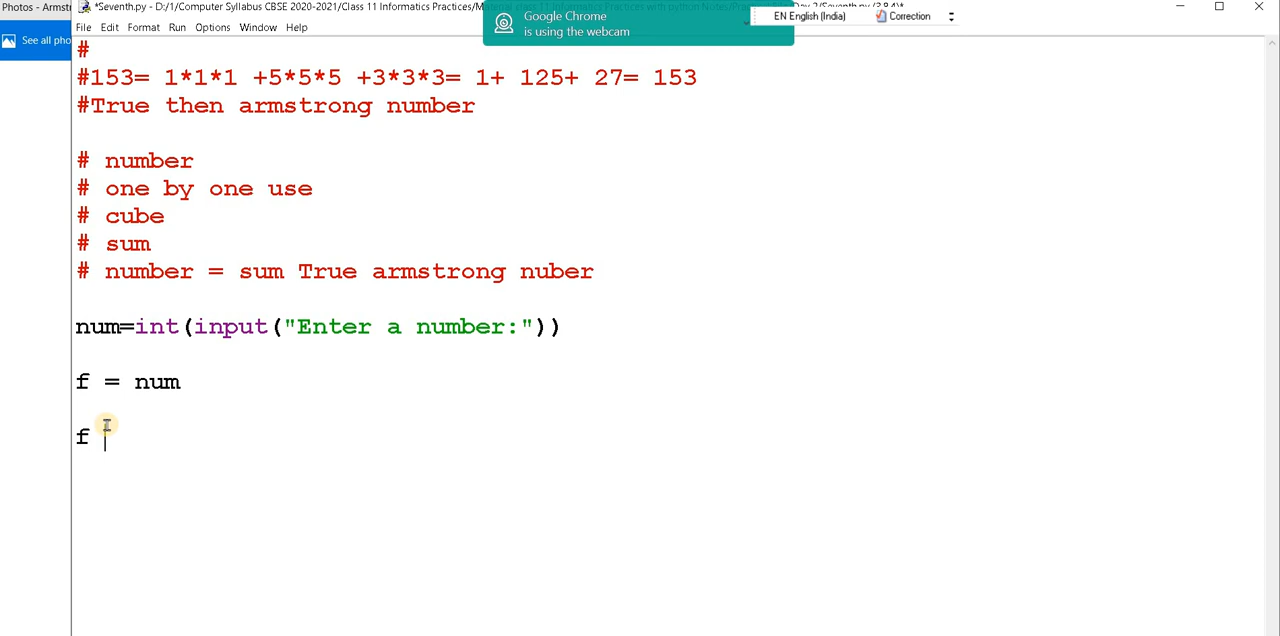 Photos - Armst
*Seventh.py - D:/1/Computer Syllabus CBSE 2020-2021/Class 11 Informatics Practices/
See all pho
File Edit Format Run Options Window Help
Google Chrome
is using the webcam
EN English (India) Correction
#
#153= 1*1*1 +5*5*5 +3*3*3= 1+ 125+ 27= 153
#True then armstrong number
# number
# one by one use
# cube
# sum
# number = sum True armstrong nuber
num=int(input("Enter a number:"))
f = num
f